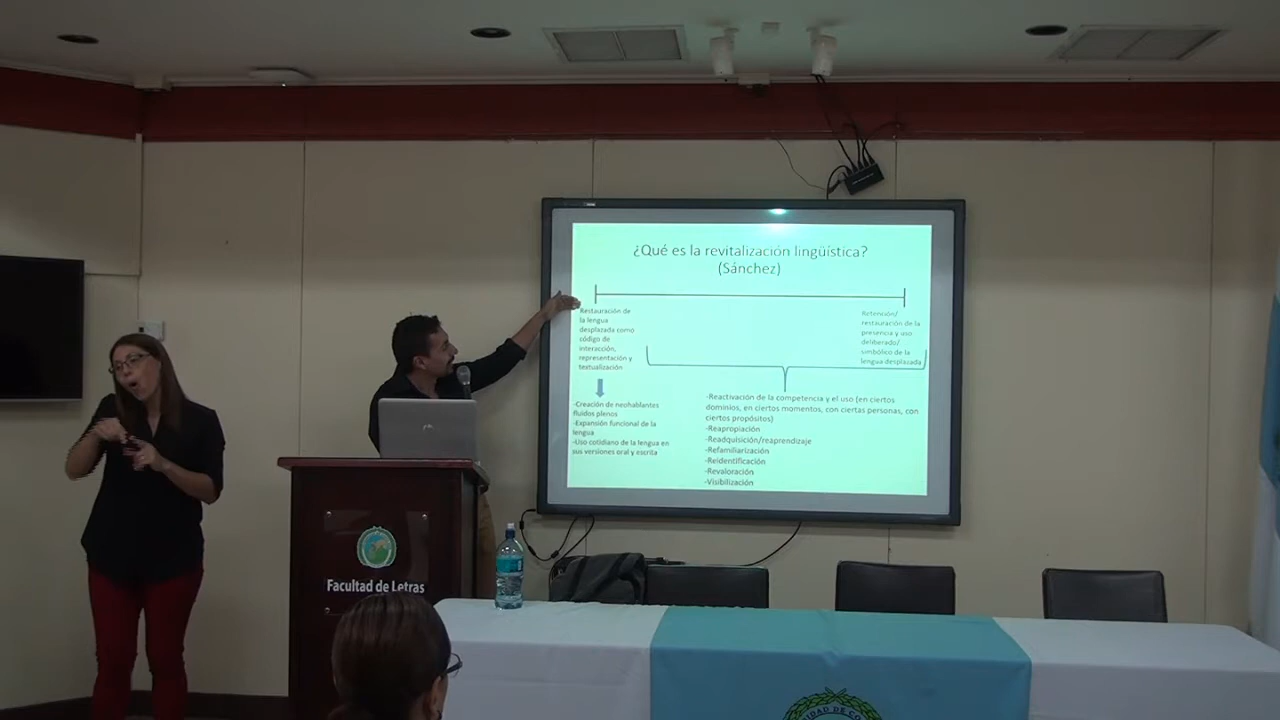 ¿Qué es la revitalización lingüística?
(Sánchez)
Restauración de
la lengua
desplazada como
código de
interacción,
representación y
textualización
Retención/
restauración de la
presencia y uso
deliberado/
simbólico de la
lengua desplazada
-Creación de neohablantes
fluidos plenos
-Expansión funcional de la
lengua
-Uso cotidiano de la lengua en
sus versiones oral y escrita
-Reactivación de la competencia y el uso (en ciertos
dominios, en ciertos momentos, con ciertas personas, con
ciertos propósitos)
-Reapropiación
-Readquisición/reaprendizaje
-Refamiliarización
-Reidentificación
-Revaloración
-Visibilización
Facultad de Letras
DAD DE CO